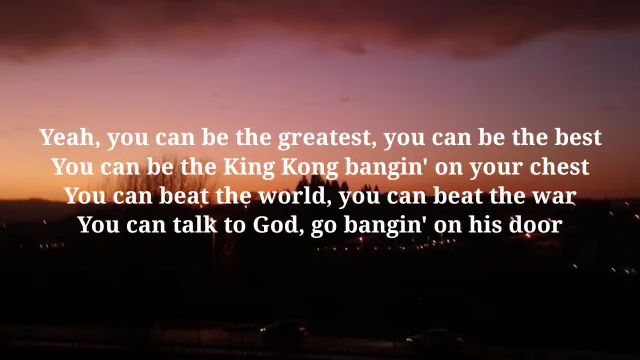 Yeah, you can be the greatest, you can be the best
You can be the King Kong bangin' on your chest
You can beat the world, you can beat the war
You can talk to God, go bangin' on his door